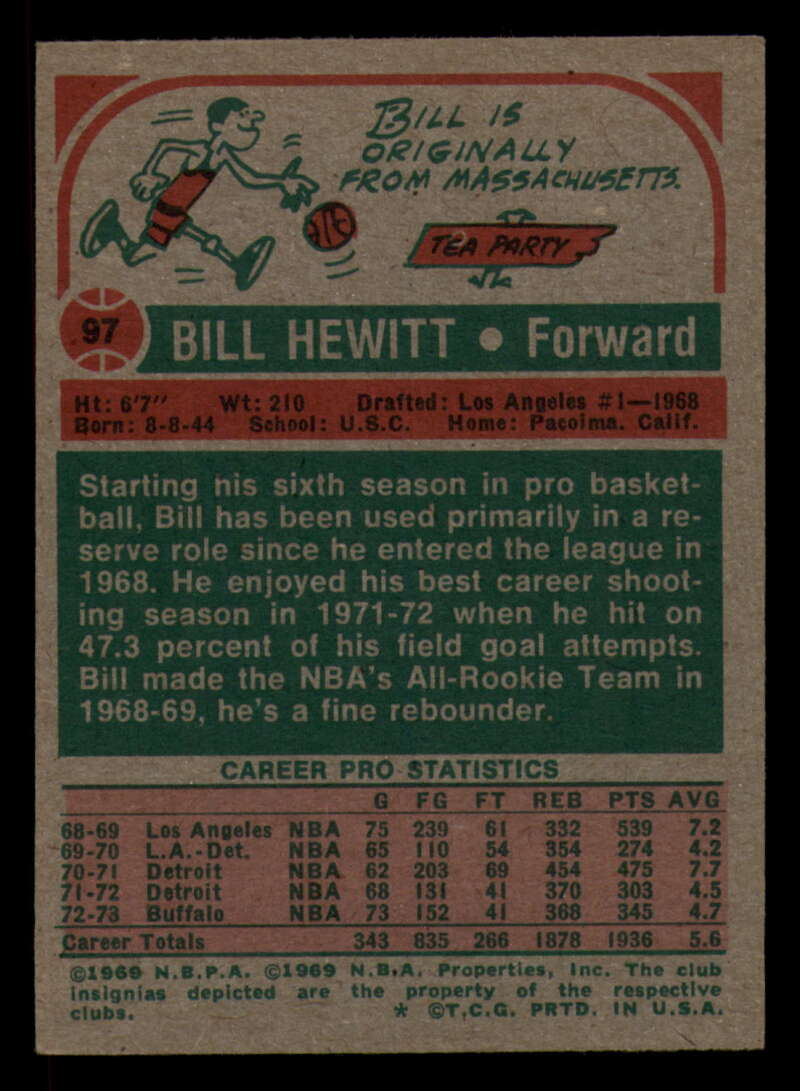 BILL IS
ORIGINALLY
FROM MASSACHUSETTS.
TEA PARTY
97
BILL HEWITT • Forward
Ht: 6'7" Wt: 210 Drafted: Los Angeles #1—1968
Born: 8-8-44 School: U.S.C. Home: Pacoima, Calif.
Starting his sixth season in pro basket-
ball, Bill has been used primarily in a re-
serve role since he entered the league in
1968. He enjoyed his best career shoot-
ing season in 1971-72 when he hit on
47.3 percent of his field goal attempts.
Bill made the NBA's All-Rookie Team in
1968-69, he's a fine rebounder.
CAREER PRO STATISTICS
G FG FT REB PTS AVG
68-69 Los Angeles NBA 75 239 61 332 539 7.2
69-70 L.A.-Det. NBA 65 110 54 354 274 4.2
70-71 Detroit NBA 62 203 69 454 475 7.7
71-72 Detroit NBA 68 131 41 370 303 4.5
72-73 Buffalo NBA 73 152 41 368 345 4.7
Career Totals 343 835 266 1878 1936 5.6
©1969 N.B.P.A. ©1969 N.B.A. Properties, Inc. The club
insignias depicted are the property of the respective
clubs. * ©T.C.G. PRTD. IN U.S.A.